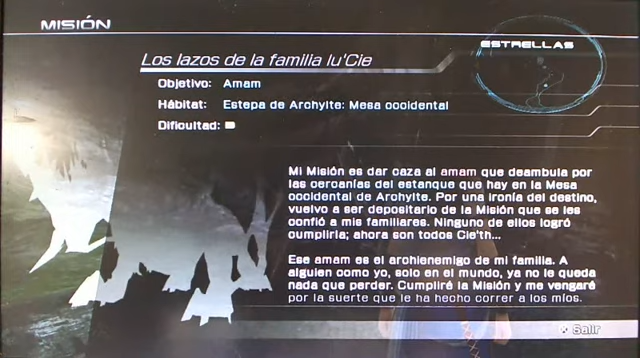 MISIÓN
ESTRELLAS
Los lazos de la familia lu'Cie
Objetivo: Amam
Hábitat: Estepa de Archylte: Mesa occidental
Dificultad:
Mi Misión es dar caza al amam que deambula por
las cercanías del estanque que hay en la Mesa
occidental de Archylte. Por una ironía del destino,
vuelvo a ser depositario de la Misión que se les
confió a mis familiares. Ninguno de ellos logró
cumplirla; ahora son todos Cie'th...
Ese amam es el archienemigo de mi familia. A
alguien como yo, solo en el mundo, ya no le queda
nada que perder. Cumpliré la Misión y me vengaré
por la suerte que le ha hecho correr a los míos.
Salir